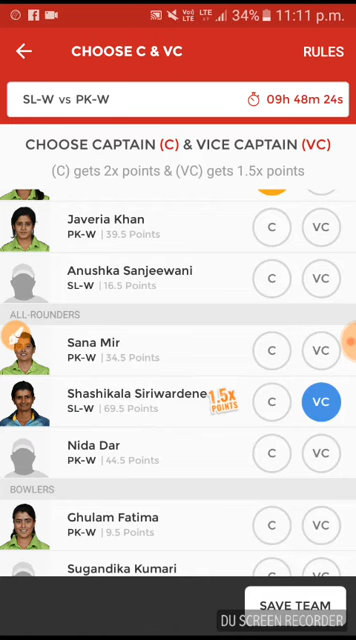 Vo)) LTE LTE 34% 11:11 p.m.
CHOOSE C & VC RULES
SL-W vs PK-W 09h 48m 24s
CHOOSE CAPTAIN (C) & VICE CAPTAIN (VC)
(C) gets 2x points & (VC) gets 1.5x points
Javeria Khan
PK-W | 39.5 Points C VC
Anushka Sanjeewani
SL-W | 16.5 Points C VC
ALL-ROUNDERS
Sana Mir
PK-W | 34.5 Points C VC
Shashikala Siriwardene
SL-W | 69.5 Points 1.5x POINTS C VC
Nida Dar
PK-W | 44.5 Points C VC
BOWLERS
Ghulam Fatima
PK-W | 9.5 Points C VC
Sugandika Kumari
SAVE TEAM
DU SCREEN RECORDER